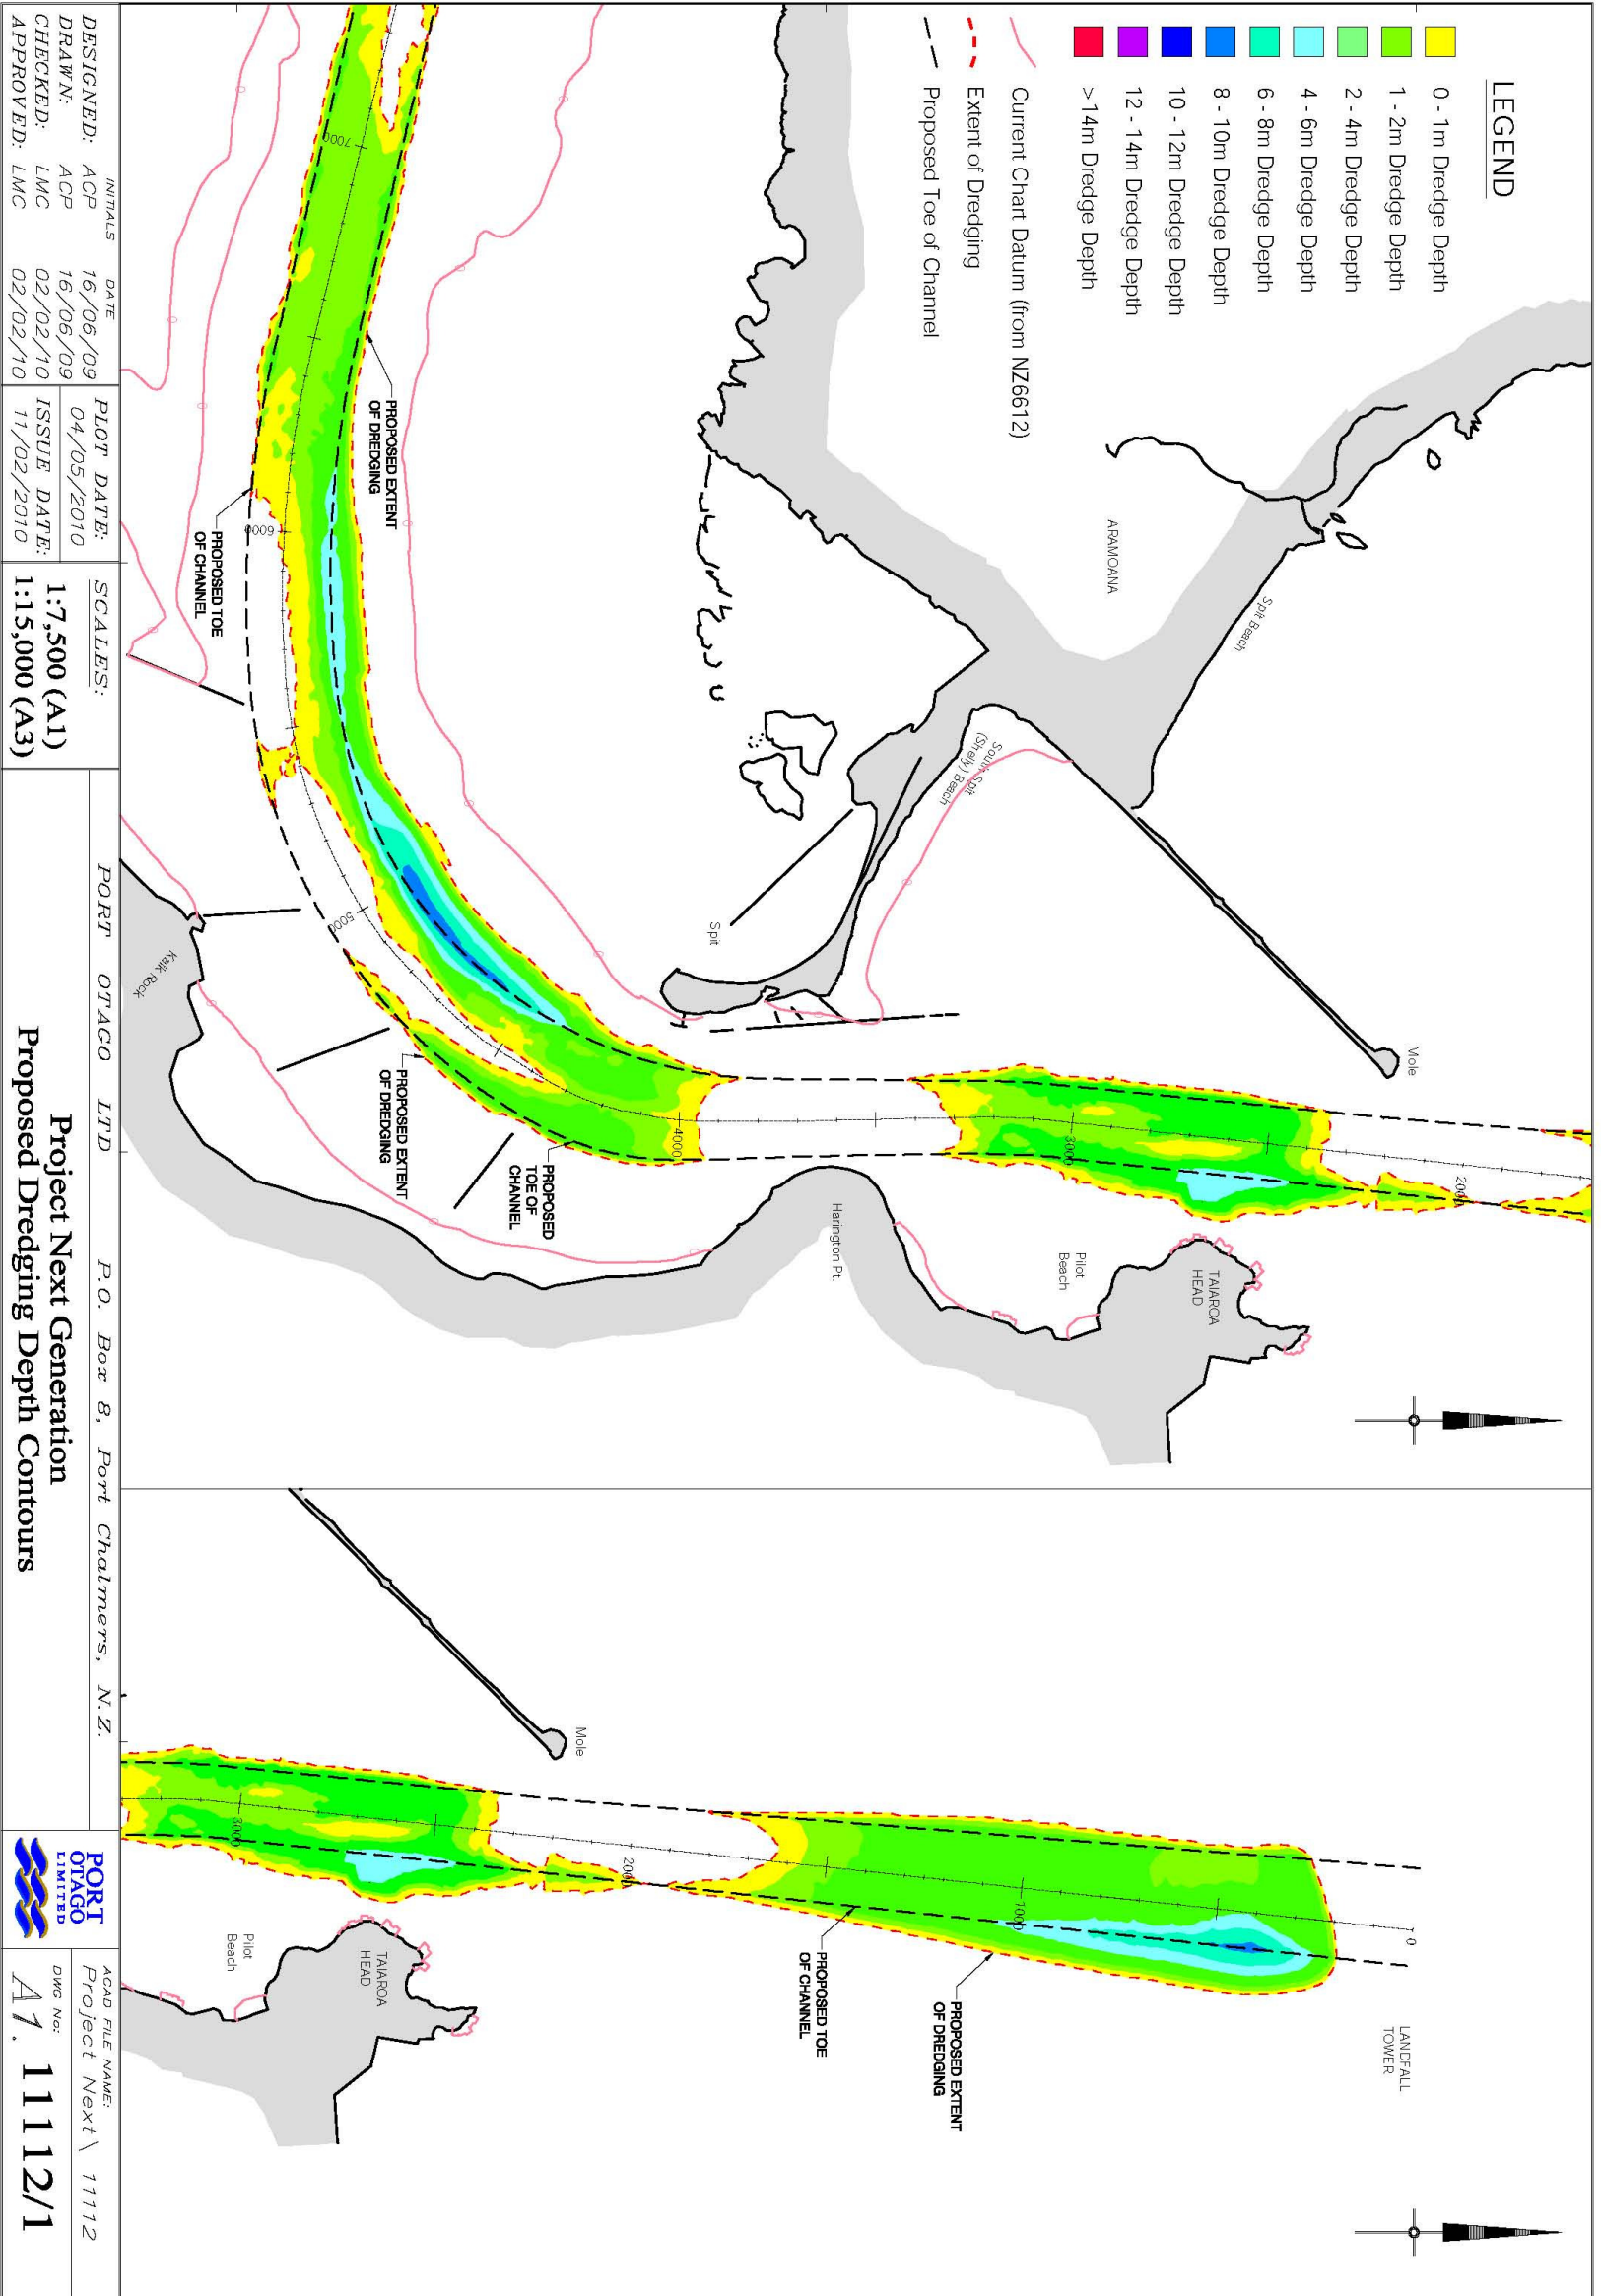 LEGEND
0 - 1m Dredge Depth
1 - 2m Dredge Depth
2 - 4m Dredge Depth
4 - 6m Dredge Depth
6 - 8m Dredge Depth
8 - 10m Dredge Depth
10 - 12m Dredge Depth
12 - 14m Dredge Depth
>14m Dredge Depth
Current Chart Datum (from NZ6612)
Extent of Dredging
Proposed Toe of Channel
ARAMOANA
Spit Beach
South Spit
(Shelly) Beach
Spit
Mole
Harington Pt.
Pilot
Beach
TAIAROA
HEAD
Kaik Rock
PROPOSED EXTENT
OF DREDGING
PROPOSED TOE
OF CHANNEL
PROPOSED EXTENT
OF DREDGING
PROPOSED
TOE OF
CHANNEL
7000
6000
5000
4000
3000
200
Mole
3000
2000
1000
0
LANDFALL
TOWER
PROPOSED EXTENT
OF DREDGING
PROPOSED TOE
OF CHANNEL
Pilot
Beach
TAIAROA
HEAD
INITIALS DATE
DESIGNED: ACP 16/06/09
DRAWN: ACP 16/06/09
CHECKED: LMC 02/02/10
APPROVED: LMC 02/02/10
PLOT DATE:
04/05/2010
ISSUE DATE:
11/02/2010
SCALES:
1:7,500 (A1)
1:15,000 (A3)
PORT OTAGO LTD P.O. Box 8, Port Chalmers, N.Z.
Project Next Generation
Proposed Dredging Depth Contours
PORT
OTAGO
LIMITED
ACAD FILE NAME:
Project Next\ 11112
DWG No:
A1. 11112/1